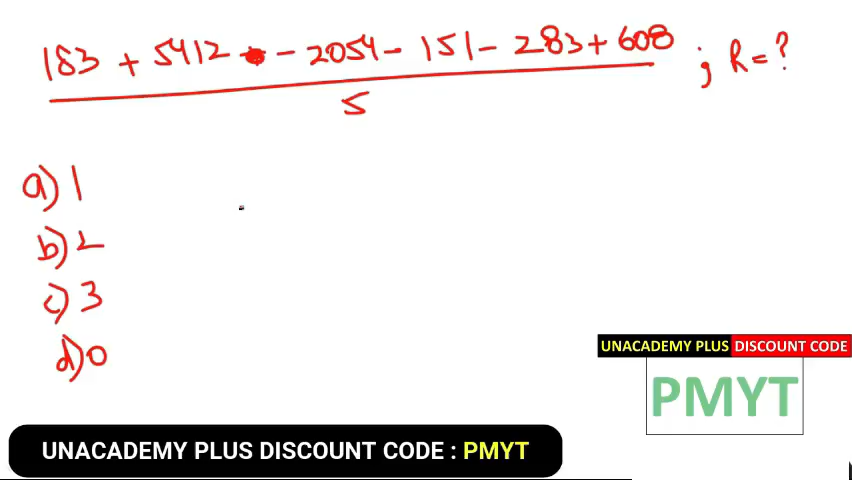 183 + 5412 - 2054 - 151 - 283 + 608 ; R = ?
5
a) 1
b) 2
c) 3
d) 0
UNACADEMY PLUS DISCOUNT CODE
PMYT
UNACADEMY PLUS DISCOUNT CODE : PMYT